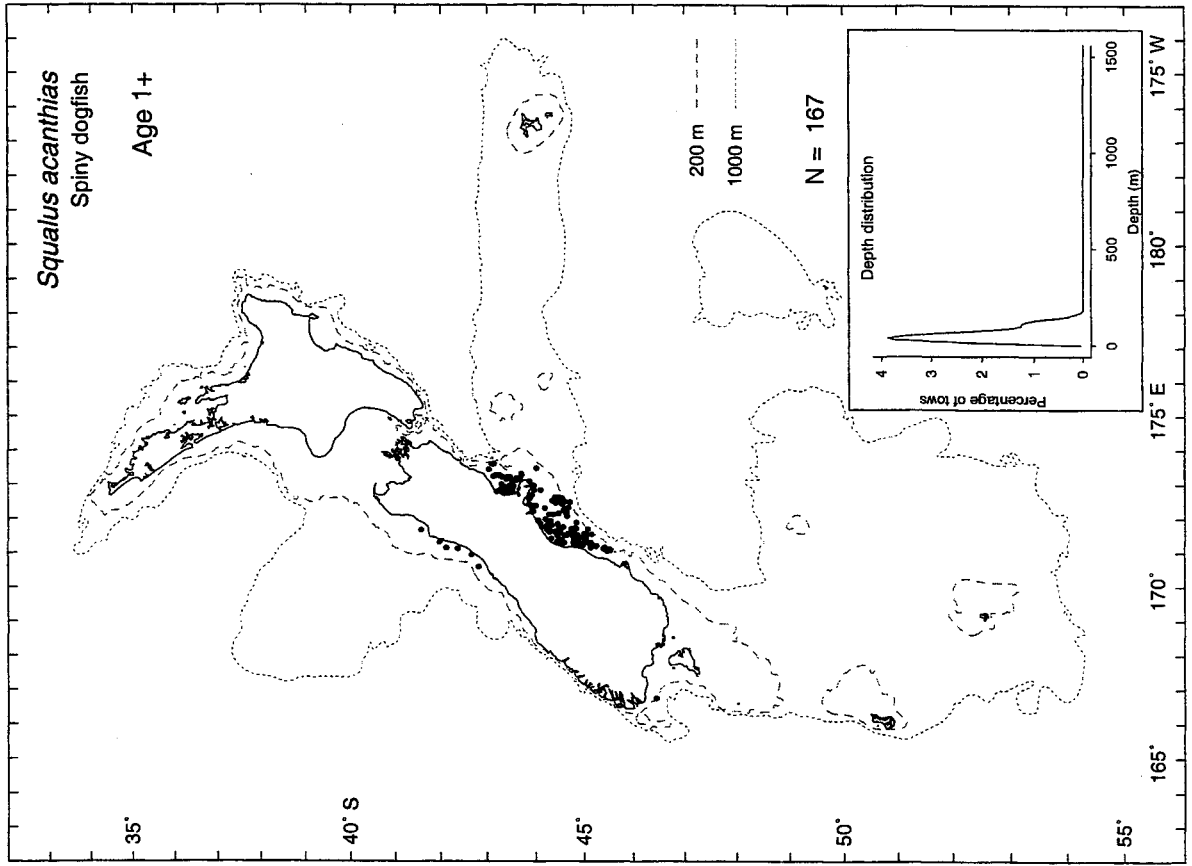 Squalus acanthias
Spiny dogfish
Age 1+
35°
40° S
45°
50°
55°
165°
170°
175° E
180°
175° W
200 m
1000 m
N = 167
Depth distribution
Percentage of tows
4
3
2
1
0
0
500
1000
1500
Depth (m)